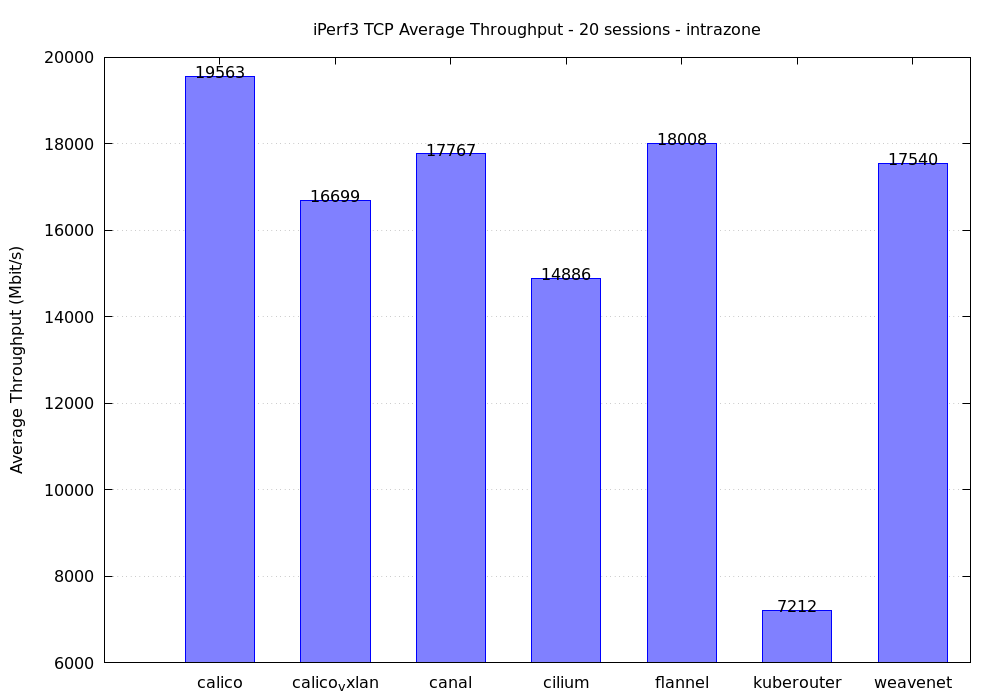 iPerf3 TCP Average Throughput - 20 sessions - intrazone
Average Throughput (Mbit/s)
20000
18000
16000
14000
12000
10000
8000
6000
19563
16699
17767
14886
18008
7212
17540
calico
calicovxlan
canal
cilium
flannel
kuberouter
weavenet